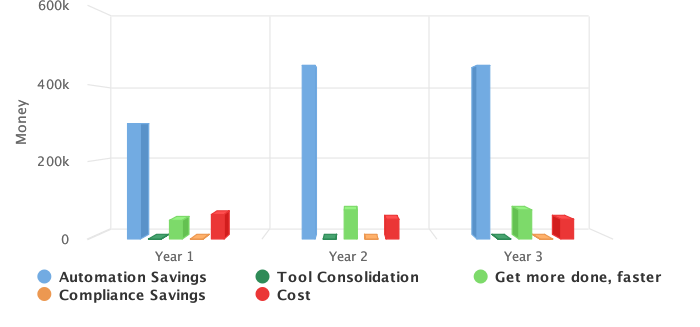 600k
400k
200k
0
Money
Year 1 Year 2 Year 3
Automation Savings Tool Consolidation Get more done, faster
Compliance Savings Cost